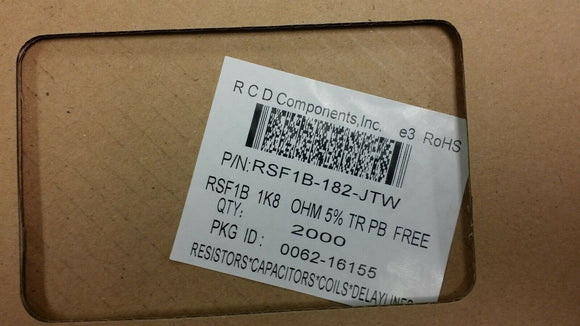 R C D Components,Inc. e3 RoHS
P/N:RSF1B-182-JTW
RSF1B 1K8 OHM 5% TR PB FREE
QTY: 2000
PKG ID: 0062-16155
RESISTORS*CAPACITORS*COILS*DELAYLINES